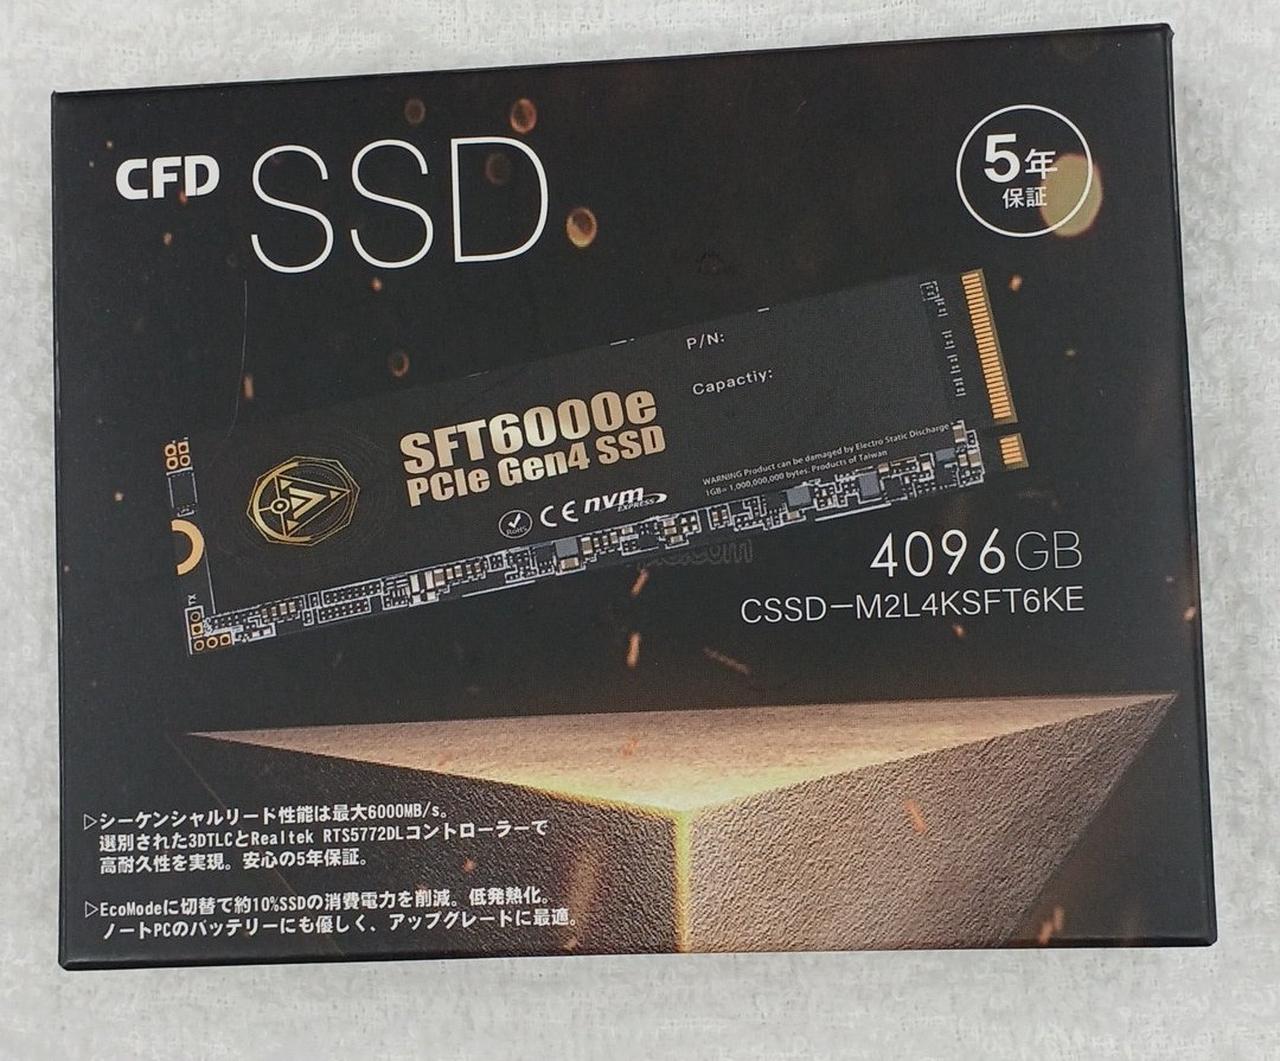 CFD SSD
5年
保証
P/N:
Capactiy:
SFT6000e
PCIe Gen4 SSD
RoHS CE nvm
EXPRESS
WARNING Product can be damaged by Electro Static Discharge
1GB= 1,000,000,000 bytes. Products of Taiwan
4096GB
CSSD-M2L4KSFT6KE
▷シーケンシャルリード性能は最大6000MB/s。
選別された3DTLCとRealtek RTS5772DLコントローラーで
高耐久性を実現。安心の5年保証。
▷EcoModeに切替で約10%SSDの消費電力を削減。低発熱化。
ノートPCのバッテリーにも優しく、アップグレードに最適。